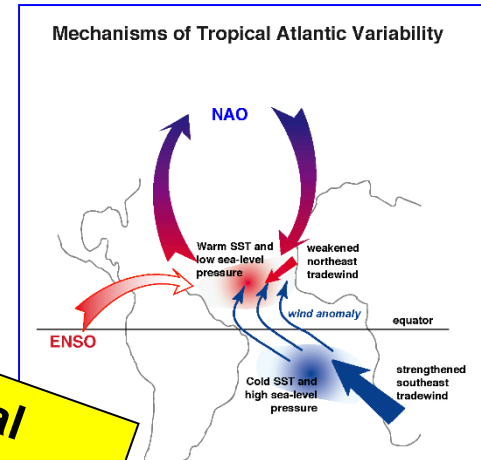 Mechanisms of Tropical Atlantic Variability
NAO
Warm SST and
low sea-level
pressure
weakened
northeast
tradewind
wind anomaly
equator
ENSO
Cold SST and
high sea-level
pressure
strengthened
southeast
tradewind
al